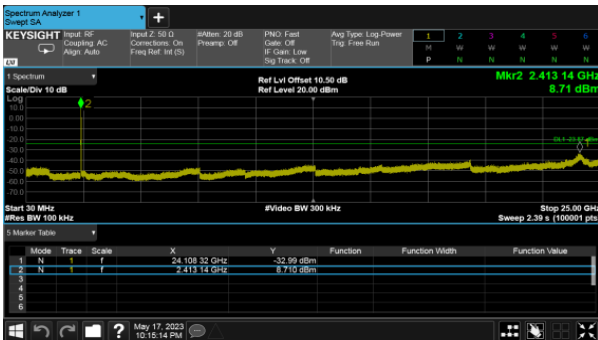 Spectrum Analyzer 1
Swept SA
+
KEYSIGHT Input: RF Input Z: 50 Ω #Atten: 20 dB PNO: Fast Avg Type: Log-Power 1 2 3 4 5 6
Coupling: AC Corrections: On Preamp: Off Gate: Off Trig: Free Run M W W W W W
Align: Auto Freq Ref: Int (S) IF Gain: Low P N N N N N
Sig Track: Off
1 Spectrum
Mkr2 2.413 14 GHz
Scale/Div 10 dB Ref Lvl Offset 10.50 dB 8.71 dBm
Ref Level 20.00 dBm
Log
10.0
2
0.00
-10.0
-20.0
1
-30.0
-40.0
-50.0
-60.0
-70.0
Start 30 MHz #Video BW 300 kHz Stop 25.00 GHz
#Res BW 100 kHz Sweep 2.39 s (100001 pts)
5 Marker Table
Mode Trace Scale X Y Function Function Width Function Value
1 N 1 f 24.108 32 GHz -32.99 dBm
2 N 1 f 2.413 14 GHz 8.710 dBm
3
4
5
6
? May 17, 2023
10:15:14 PM